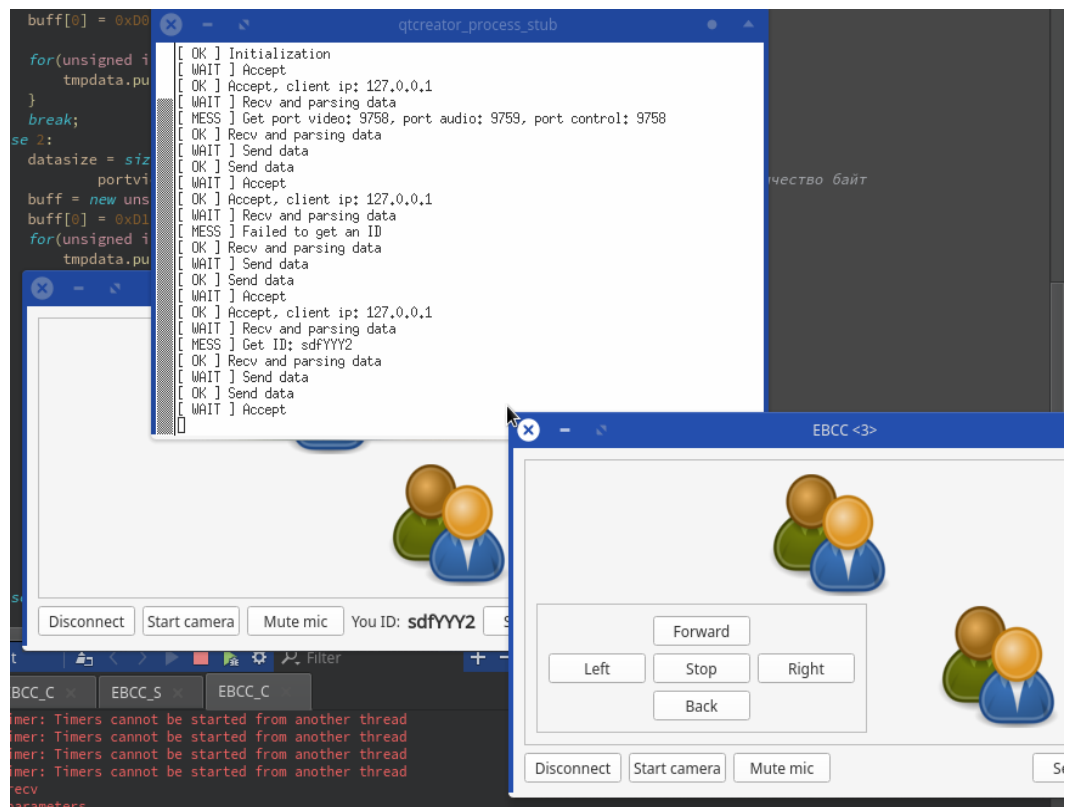 buff[0] = 0xD0
for(unsigned i
tmpdata.pu
}
break;
se 2:
datasize = siz
portvi
buff = new uns
buff[0] = 0xD1
for(unsigned i
tmpdata.pu
чество байт
qtcreator_process_stub
[ OK ] Initialization
[ WAIT ] Accept
[ OK ] Accept, client ip: 127.0.0.1
[ WAIT ] Recv and parsing data
[ MESS ] Get port video: 9758, port audio: 9759, port control: 9758
[ OK ] Recv and parsing data
[ WAIT ] Send data
[ OK ] Send data
[ WAIT ] Accept
[ OK ] Accept, client ip: 127.0.0.1
[ WAIT ] Recv and parsing data
[ MESS ] Failed to get an ID
[ OK ] Recv and parsing data
[ WAIT ] Send data
[ OK ] Send data
[ WAIT ] Accept
[ OK ] Accept, client ip: 127.0.0.1
[ WAIT ] Recv and parsing data
[ MESS ] Get ID: sdfYYY2
[ OK ] Recv and parsing data
[ WAIT ] Send data
[ OK ] Send data
[ WAIT ] Accept
Disconnect Start camera Mute mic You ID: sdfYYY2 S
EBCC <3>
Forward
Left Stop Right
Back
Disconnect Start camera Mute mic Se
t Filter
BCC_C EBCC_S EBCC_C
imer: Timers cannot be started from another thread
imer: Timers cannot be started from another thread
imer: Timers cannot be started from another thread
imer: Timers cannot be started from another thread
recv
parameters